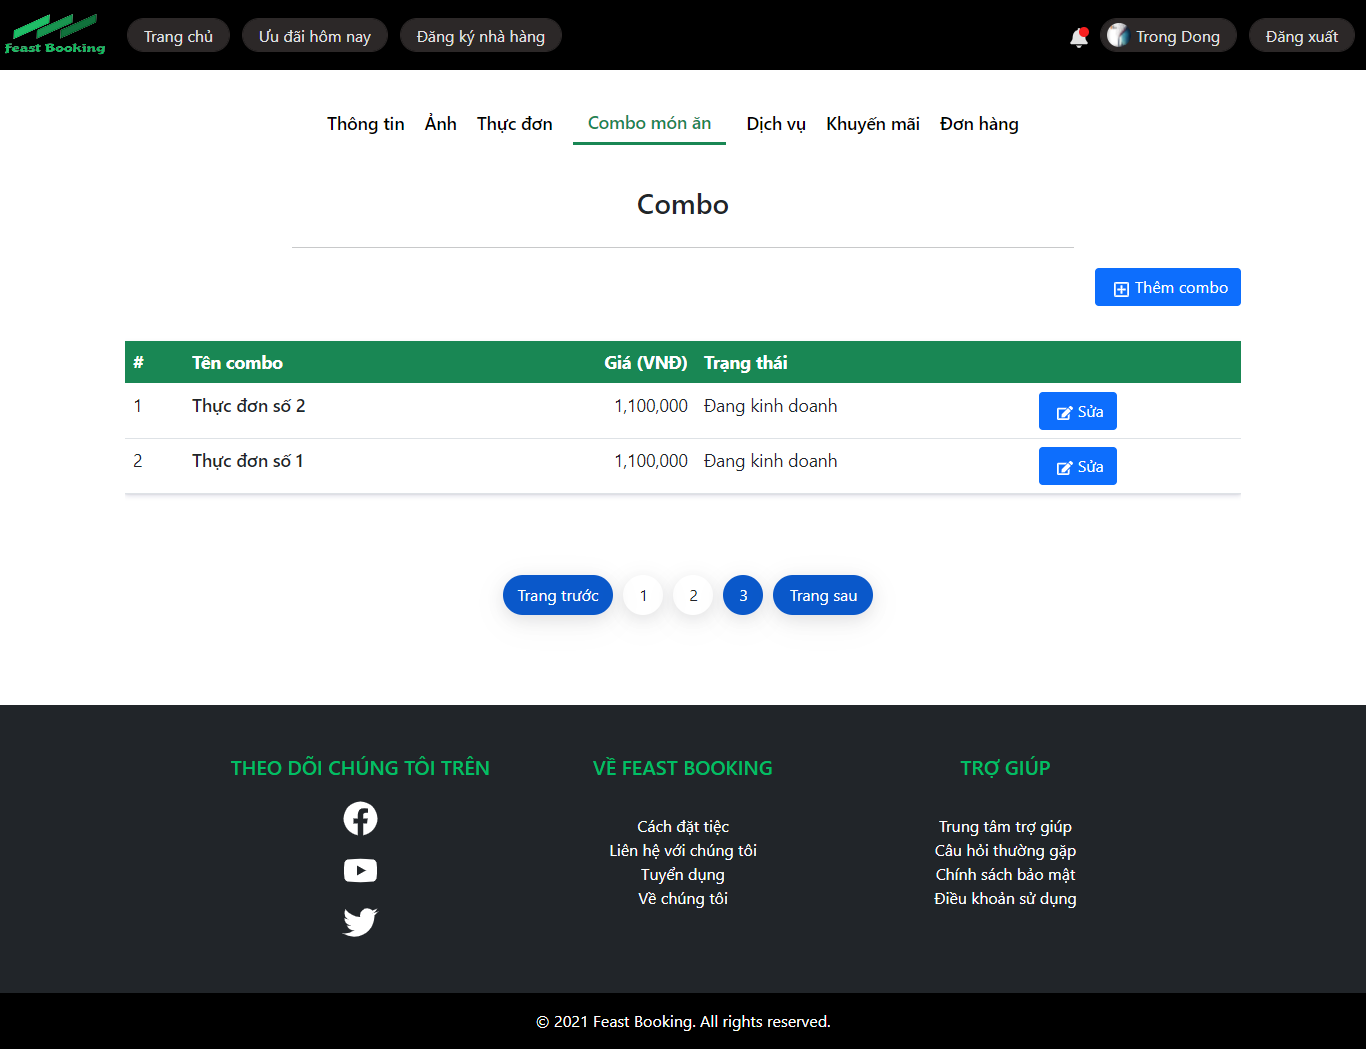 feast Booking
Trang chủ
Ưu đãi hôm nay
Đăng ký nhà hàng
Trong Dong
Đăng xuất
Thông tin
Ảnh
Thực đơn
Combo món ăn
Dịch vụ
Khuyến mãi
Đơn hàng
Combo
Thêm combo
# Tên combo Giá (VNĐ) Trạng thái
1 Thực đơn số 2 1,100,000 Đang kinh doanh Sửa
2 Thực đơn số 1 1,100,000 Đang kinh doanh Sửa
Trang trước 1 2 3 Trang sau
THEO DÕI CHÚNG TÔI TRÊN
VỀ FEAST BOOKING
Cách đặt tiệc
Liên hệ với chúng tôi
Tuyển dụng
Về chúng tôi
TRỢ GIÚP
Trung tâm trợ giúp
Câu hỏi thường gặp
Chính sách bảo mật
Điều khoản sử dụng
© 2021 Feast Booking. All rights reserved.